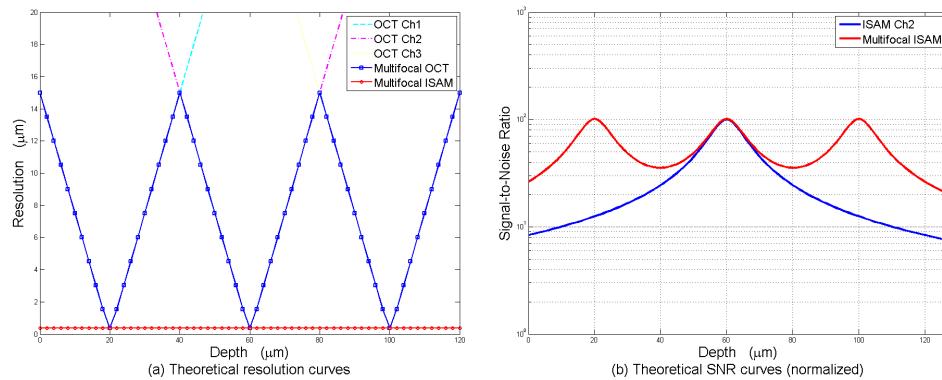 20
18
16
14
12
10
8
6
4
2
0
Resolution (μm)
0 20 40 60 80 100 120
Depth (μm)
OCT Ch1
OCT Ch2
OCT Ch3
Multifocal OCT
Multifocal ISAM
(a) Theoretical resolution curves
10³
10²
10¹
10⁰
Signal-to-Noise Ratio
0 20 40 60 80 100 120
Depth (μm)
ISAM Ch2
Multifocal ISAM
(b) Theoretical SNR curves (normalized)